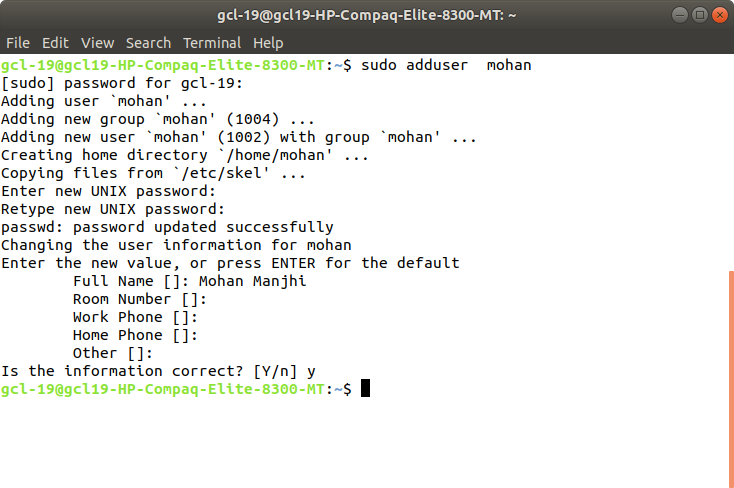 gcl-19@gcl19-HP-Compaq-Elite-8300-MT: ~
File Edit View Search Terminal Help
gcl-19@gcl19-HP-Compaq-Elite-8300-MT:~$ sudo adduser  mohan
[sudo] password for gcl-19:
Adding user `mohan' ...
Adding new group `mohan' (1004) ...
Adding new user `mohan' (1002) with group `mohan' ...
Creating home directory `/home/mohan' ...
Copying files from `/etc/skel' ...
Enter new UNIX password:
Retype new UNIX password:
passwd: password updated successfully
Changing the user information for mohan
Enter the new value, or press ENTER for the default
        Full Name []: Mohan Manjhi
        Room Number []:
        Work Phone []:
        Home Phone []:
        Other []:
Is the information correct? [Y/n] y
gcl-19@gcl19-HP-Compaq-Elite-8300-MT:~$